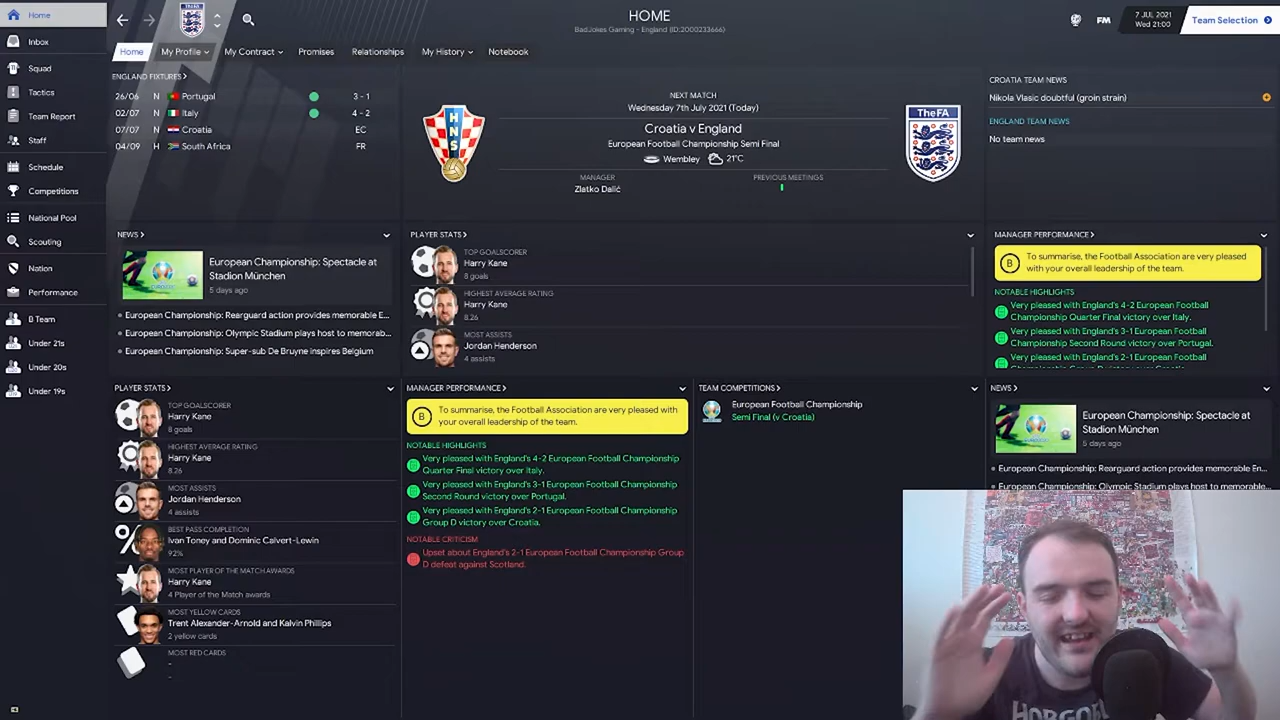 Home
HOME
BadJokes Gaming - England (ID:2000233666)
FM
7 JUL 2021
Wed 21:00
Team Selection
Inbox
Squad
Tactics
Team Report
Staff
Schedule
Competitions
National Pool
Scouting
Nation
Performance
B Team
Under 21s
Under 20s
Under 19s
Home
My Profile
My Contract
Promises
Relationships
My History
Notebook
ENGLAND FIXTURES
26/06 N Portugal 3 - 1
02/07 N Italy 4 - 2
07/07 N Croatia EC
04/09 H South Africa FR
NEXT MATCH
Wednesday 7th July 2021 (Today)
Croatia v England
European Football Championship Semi Final
Wembley 21°C
MANAGER
Zlatko Dalić
PREVIOUS MEETINGS
HNS
TheFA
CROATIA TEAM NEWS
Nikola Vlasic doubtful (groin strain)
ENGLAND TEAM NEWS
No team news
NEWS
European Championship: Spectacle at
Stadion München
5 days ago
European Championship: Rearguard action provides memorable E...
European Championship: Olympic Stadium plays host to memorab...
European Championship: Super-sub De Bruyne inspires Belgium
PLAYER STATS
TOP GOALSCORER
Harry Kane
8 goals
HIGHEST AVERAGE RATING
Harry Kane
8.26
MOST ASSISTS
Jordan Henderson
4 assists
MANAGER PERFORMANCE
B
To summarise, the Football Association are very pleased
with your overall leadership of the team.
NOTABLE HIGHLIGHTS
Very pleased with England's 4-2 European Football
Championship Quarter Final victory over Italy.
Very pleased with England's 3-1 European Football
Championship Second Round victory over Portugal.
Very pleased with England's 2-1 European Football
Championship Group D victory over Croatia.
PLAYER STATS
TOP GOALSCORER
Harry Kane
8 goals
HIGHEST AVERAGE RATING
Harry Kane
8.26
MOST ASSISTS
Jordan Henderson
4 assists
BEST PASS COMPLETION
Ivan Toney and Dominic Calvert-Lewin
92%
MOST PLAYER OF THE MATCH AWARDS
Harry Kane
4 Player of the Match awards
MOST YELLOW CARDS
Trent Alexander-Arnold and Kalvin Phillips
2 yellow cards
MOST RED CARDS
-
-
MANAGER PERFORMANCE
B
To summarise, the Football Association are very pleased
with your overall leadership of the team.
NOTABLE HIGHLIGHTS
Very pleased with England's 4-2 European Football Championship
Quarter Final victory over Italy.
Very pleased with England's 3-1 European Football Championship
Second Round victory over Portugal.
Very pleased with England's 2-1 European Football Championship
Group D victory over Croatia.
NOTABLE CRITICISM
Upset about England's 2-1 European Football Championship Group
D defeat against Scotland.
TEAM COMPETITIONS
European Football Championship
Semi Final (v Croatia)
NEWS
European Championship: Spectacle at
Stadion München
5 days ago
European Championship: Rearguard action provides memorable En...
European Championship: Olympic Stadium plays host to memorable...